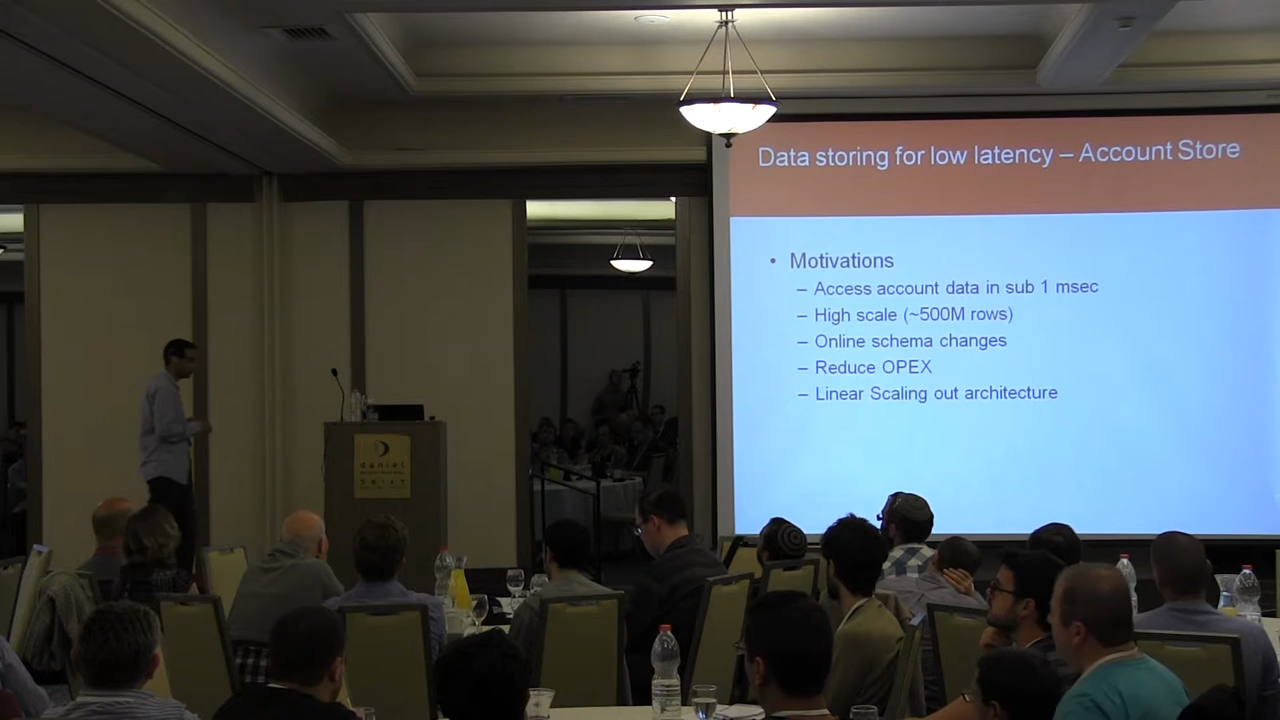 Data storing for low latency – Account Store
• Motivations
– Access account data in sub 1 msec
– High scale (~500M rows)
– Online schema changes
– Reduce OPEX
– Linear Scaling out architecture
daniel